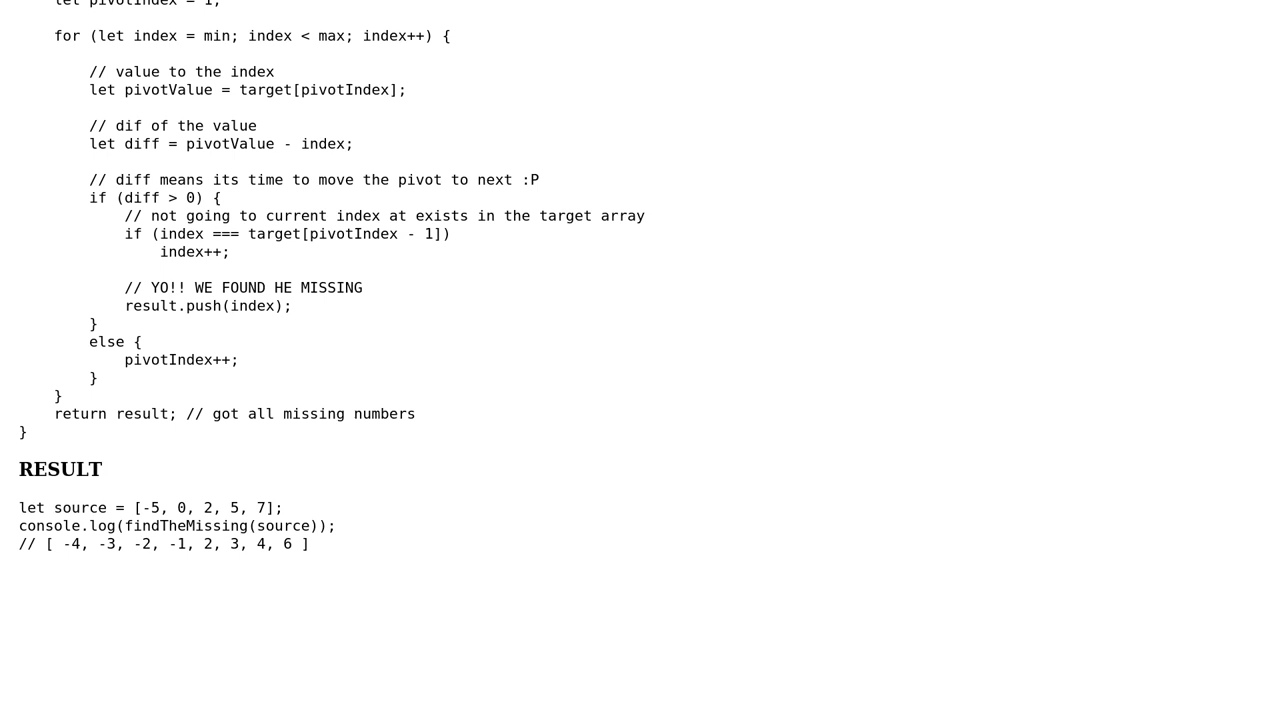 let pivotIndex = 1;
for (let index = min; index < max; index++) {
// value to the index
let pivotValue = target[pivotIndex];
// dif of the value
let diff = pivotValue - index;
// diff means its time to move the pivot to next :P
if (diff > 0) {
// not going to current index at exists in the target array
if (index === target[pivotIndex - 1])
index++;
// YO!! WE FOUND HE MISSING
result.push(index);
}
else {
pivotIndex++;
}
}
return result; // got all missing numbers
}
RESULT
let source = [-5, 0, 2, 5, 7];
console.log(findTheMissing(source));
// [ -4, -3, -2, -1, 2, 3, 4, 6 ]